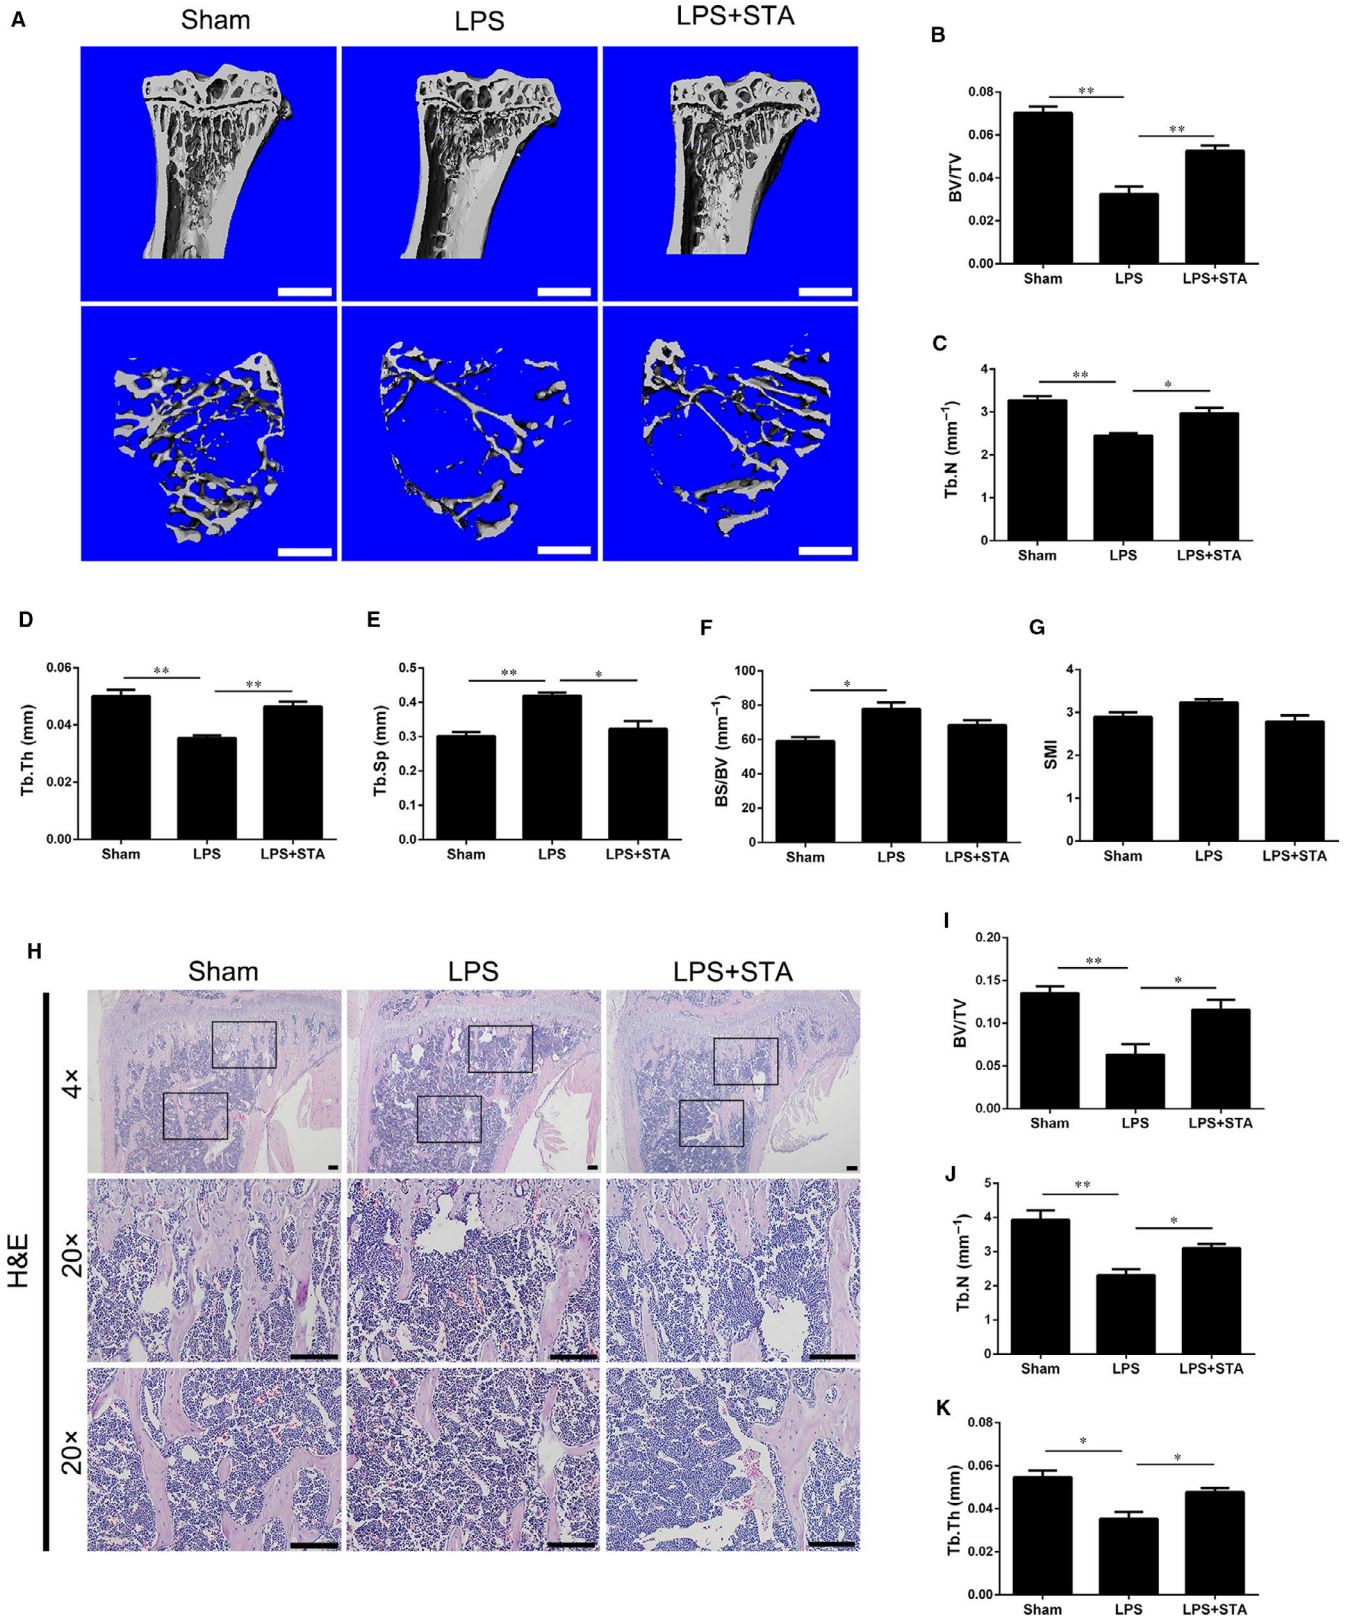 A
Sham
LPS
LPS+STA
B
BV/TV
0.08
0.06
0.04
0.02
0.00
**
**
Sham LPS LPS+STA
C
Tb.N (mm⁻¹)
4
3
2
1
0
**
*
Sham LPS LPS+STA
D
Tb.Th (mm)
0.06
0.04
0.02
0.00
**
**
Sham LPS LPS+STA
E
Tb.Sp (mm)
0.5
0.4
0.3
0.2
0.1
0.0
**
*
Sham LPS LPS+STA
F
BS/BV (mm⁻¹)
100
80
60
40
20
0
*
Sham LPS LPS+STA
G
SMI
4
3
2
1
0
Sham LPS LPS+STA
H
Sham
LPS
LPS+STA
H&E
4×
20×
20×
I
BV/TV
0.20
0.15
0.10
0.05
0.00
**
*
Sham LPS LPS+STA
J
Tb.N (mm⁻¹)
5
4
3
2
1
0
**
*
Sham LPS LPS+STA
K
Tb.Th (mm)
0.08
0.06
0.04
0.02
0.00
*
*
Sham LPS LPS+STA